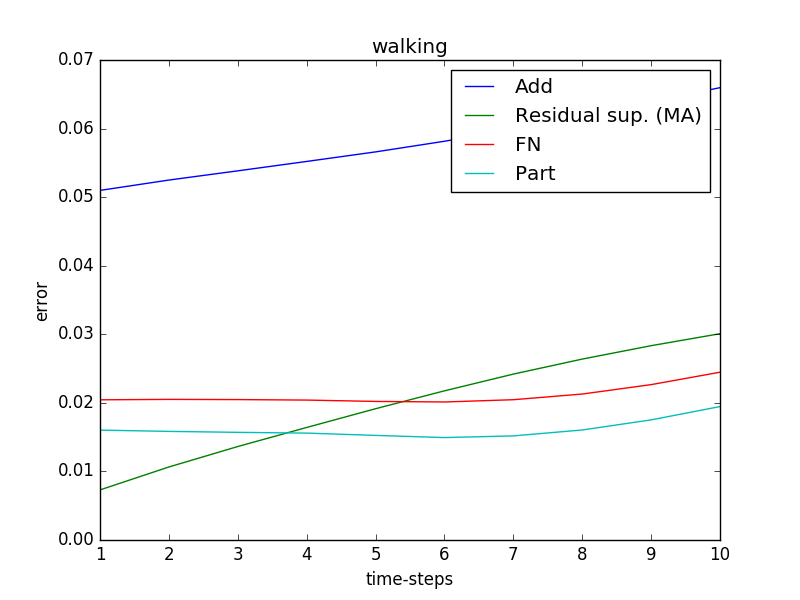 walking
0.07
0.06
0.05
0.04
0.03
0.02
0.01
0.00
error
Add
Residual sup. (MA)
FN
Part
1 2 3 4 5 6 7 8 9 10
time-steps